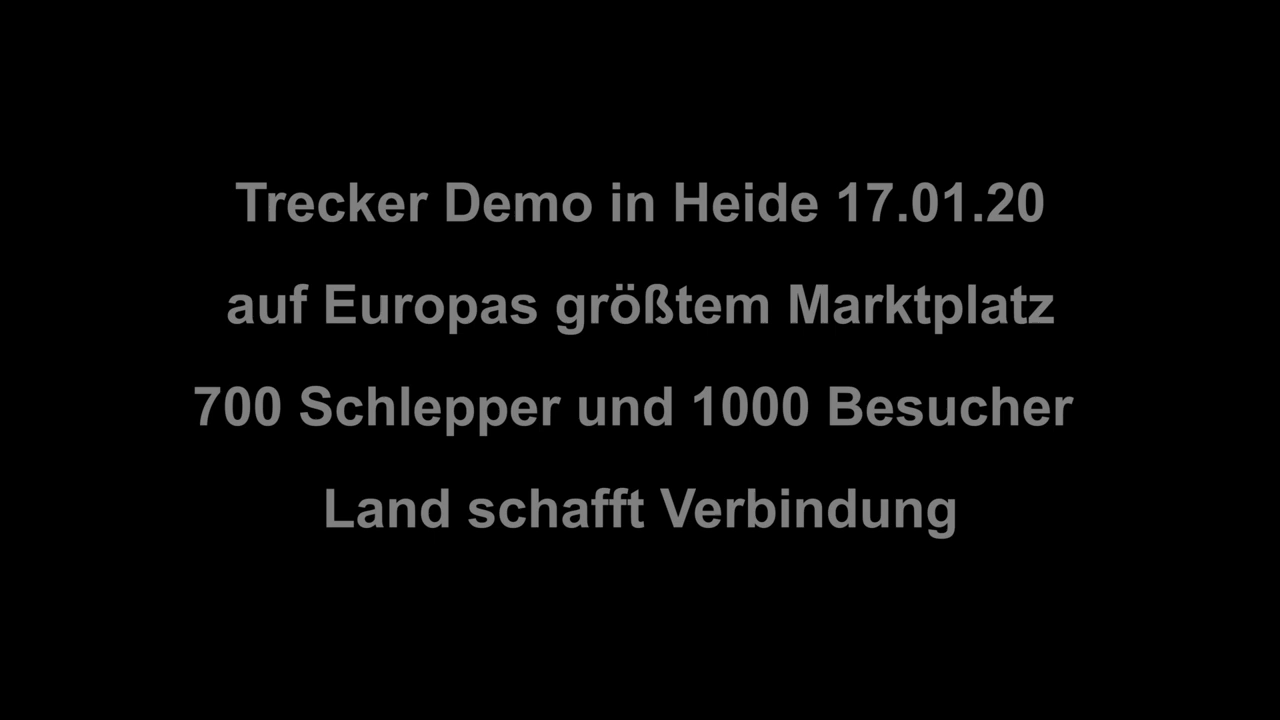 Trecker Demo in Heide 17.01.20
auf Europas größtem Marktplatz
700 Schlepper und 1000 Besucher
Land schafft Verbindung